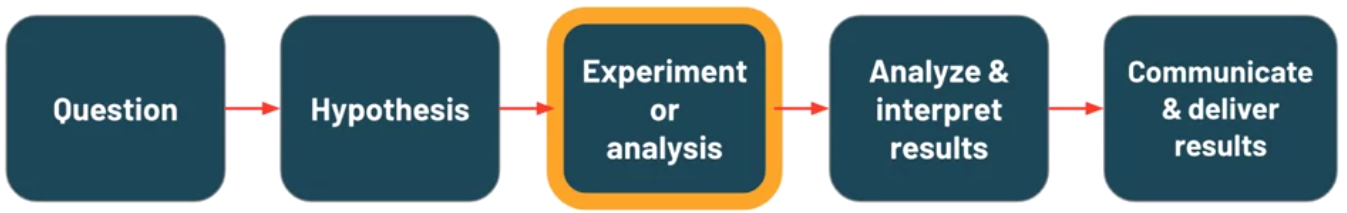 Question
Hypothesis
Experiment
or
analysis
Analyze &
interpret
results
Communicate
& deliver
results